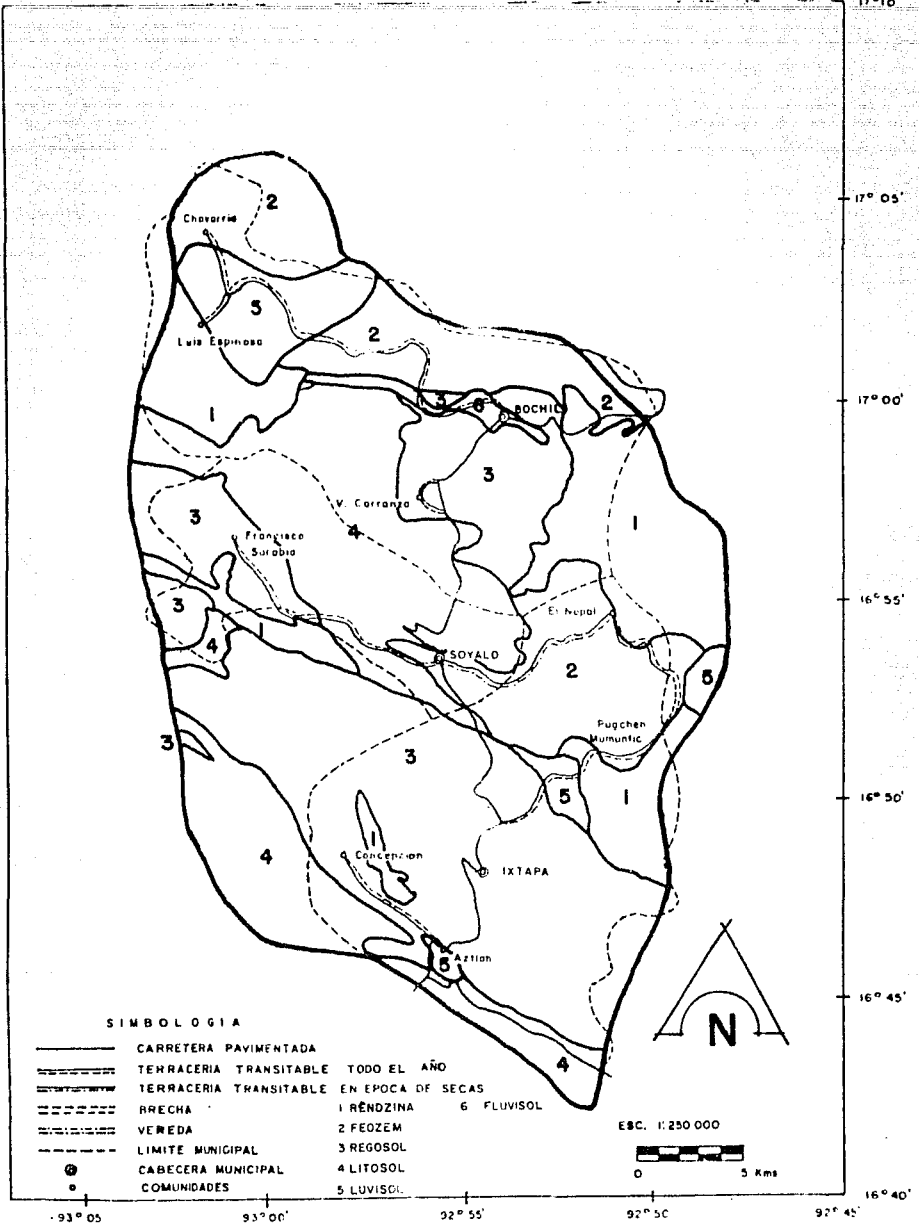 17°10'
2
17° 05'
Chavarria
5
Luis Espinosa
2
17° 00'
3 6 BOCHIL 2
1
3
V. Carranza
4
1
3
Francisco
Sarabia
16° 55'
3
El Nopal
1
4
SOYALO
2
5
Pugchen
Mumuntic
3
3
16° 50'
5
1
1
4
Concepcion
IXTAPA
5
Aztlan
16° 45'
N
4
SIMBOLOGIA
CARRETERA PAVIMENTADA
TERRACERIA TRANSITABLE TODO EL AÑO
TERRACERIA TRANSITABLE EN EPOCA DE SECAS
BRECHA 1 RENDZINA 6 FLUVISOL
VEREDA 2 FEOZEM
LIMITE MUNICIPAL 3 REGOSOL
CABECERA MUNICIPAL 4 LITOSOL
COMUNIDADES 5 LUVISOL
ESC. 1:250 000
0 5 Kms
16° 40'
93° 05' 93° 00' 92° 55' 92° 50' 92° 45'